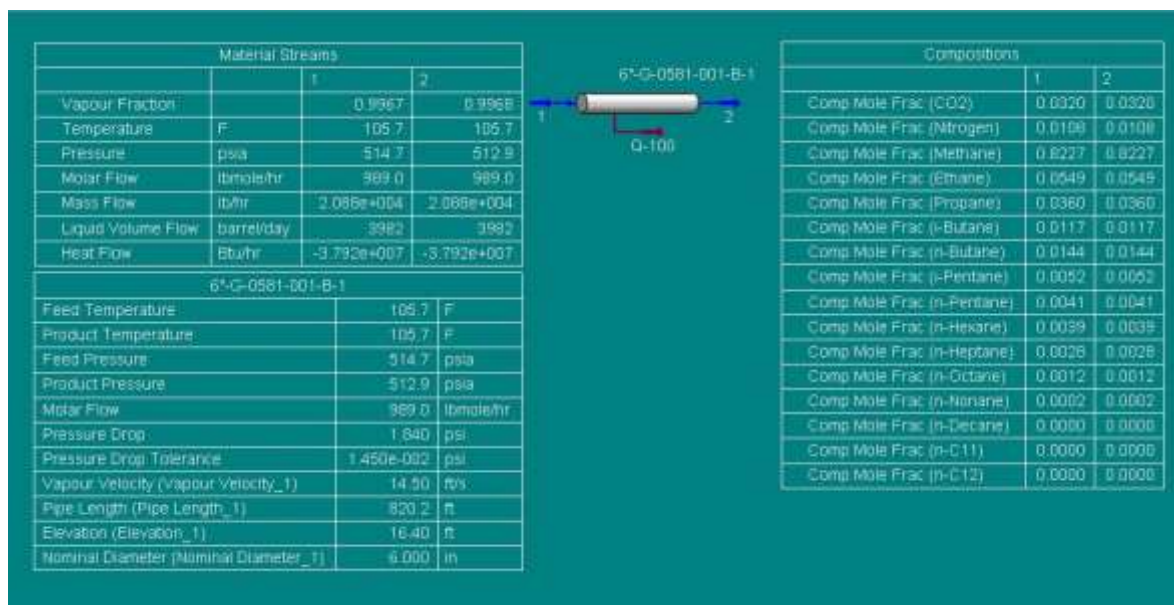 Material Streams
1 2
Vapour Fraction 0.9967 0.9968
Temperature F 105.7 105.7
Pressure psia 514.7 512.9
Molar Flow lbmole/hr 989.0 989.0
Mass Flow lb/hr 2.086e+004 2.086e+004
Liquid Volume Flow barrel/day 3982 3982
Heat Flow Btu/hr -3.792e+007 -3.792e+007
6"-G-0581-001-B-1
Feed Temperature 105.7 F
Product Temperature 105.7 F
Feed Pressure 514.7 psia
Product Pressure 512.9 psia
Molar Flow 989.0 lbmole/hr
Pressure Drop 1.840 psi
Pressure Drop Tolerance 1.450e-002 psi
Vapour Velocity (Vapour Velocity_1) 14.50 ft/s
Pipe Length (Pipe Length_1) 820.2 ft
Elevation (Elevation_1) 16.40 ft
Nominal Diameter (Nominal Diameter_1) 6.000 in
6"-G-0581-001-B-1
1
2
Q-100
Compositions
1 2
Comp Mole Frac (CO2) 0.0320 0.0320
Comp Mole Frac (Nitrogen) 0.0108 0.0108
Comp Mole Frac (Methane) 0.8227 0.8227
Comp Mole Frac (Ethane) 0.0549 0.0549
Comp Mole Frac (Propane) 0.0360 0.0360
Comp Mole Frac (i-Butane) 0.0117 0.0117
Comp Mole Frac (n-Butane) 0.0144 0.0144
Comp Mole Frac (i-Pentane) 0.0052 0.0052
Comp Mole Frac (n-Pentane) 0.0041 0.0041
Comp Mole Frac (n-Hexane) 0.0039 0.0039
Comp Mole Frac (n-Heptane) 0.0028 0.0028
Comp Mole Frac (n-Octane) 0.0012 0.0012
Comp Mole Frac (n-Nonane) 0.0002 0.0002
Comp Mole Frac (n-Decane) 0.0000 0.0000
Comp Mole Frac (n-C11) 0.0000 0.0000
Comp Mole Frac (n-C12) 0.0000 0.0000